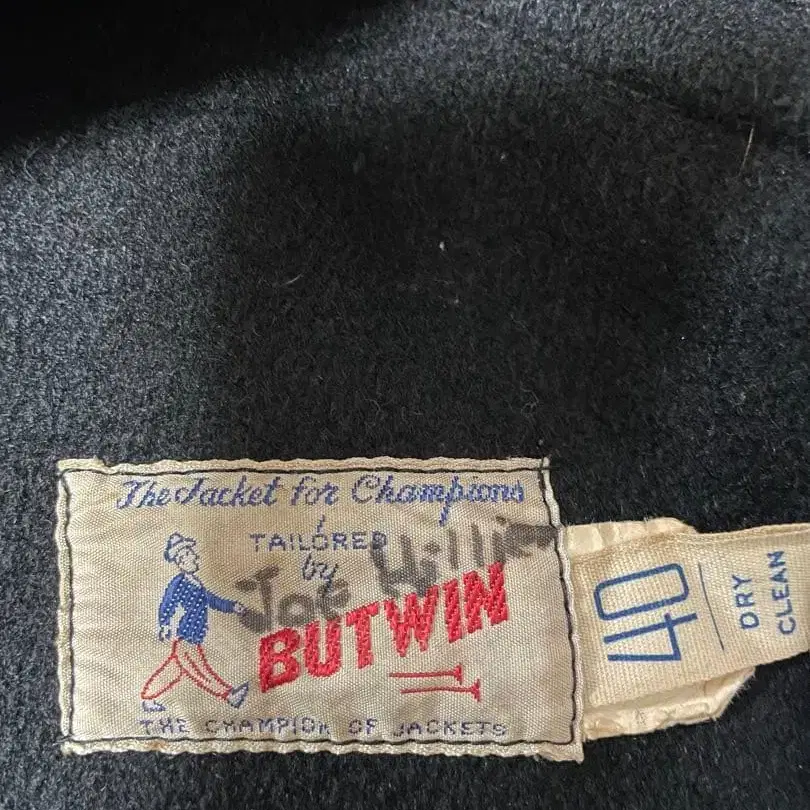 The Jacket for Champions
TAILORED
by
Joe
BUTWIN
THE CHAMPION OF JACKETS
40
DRY
CLEAN